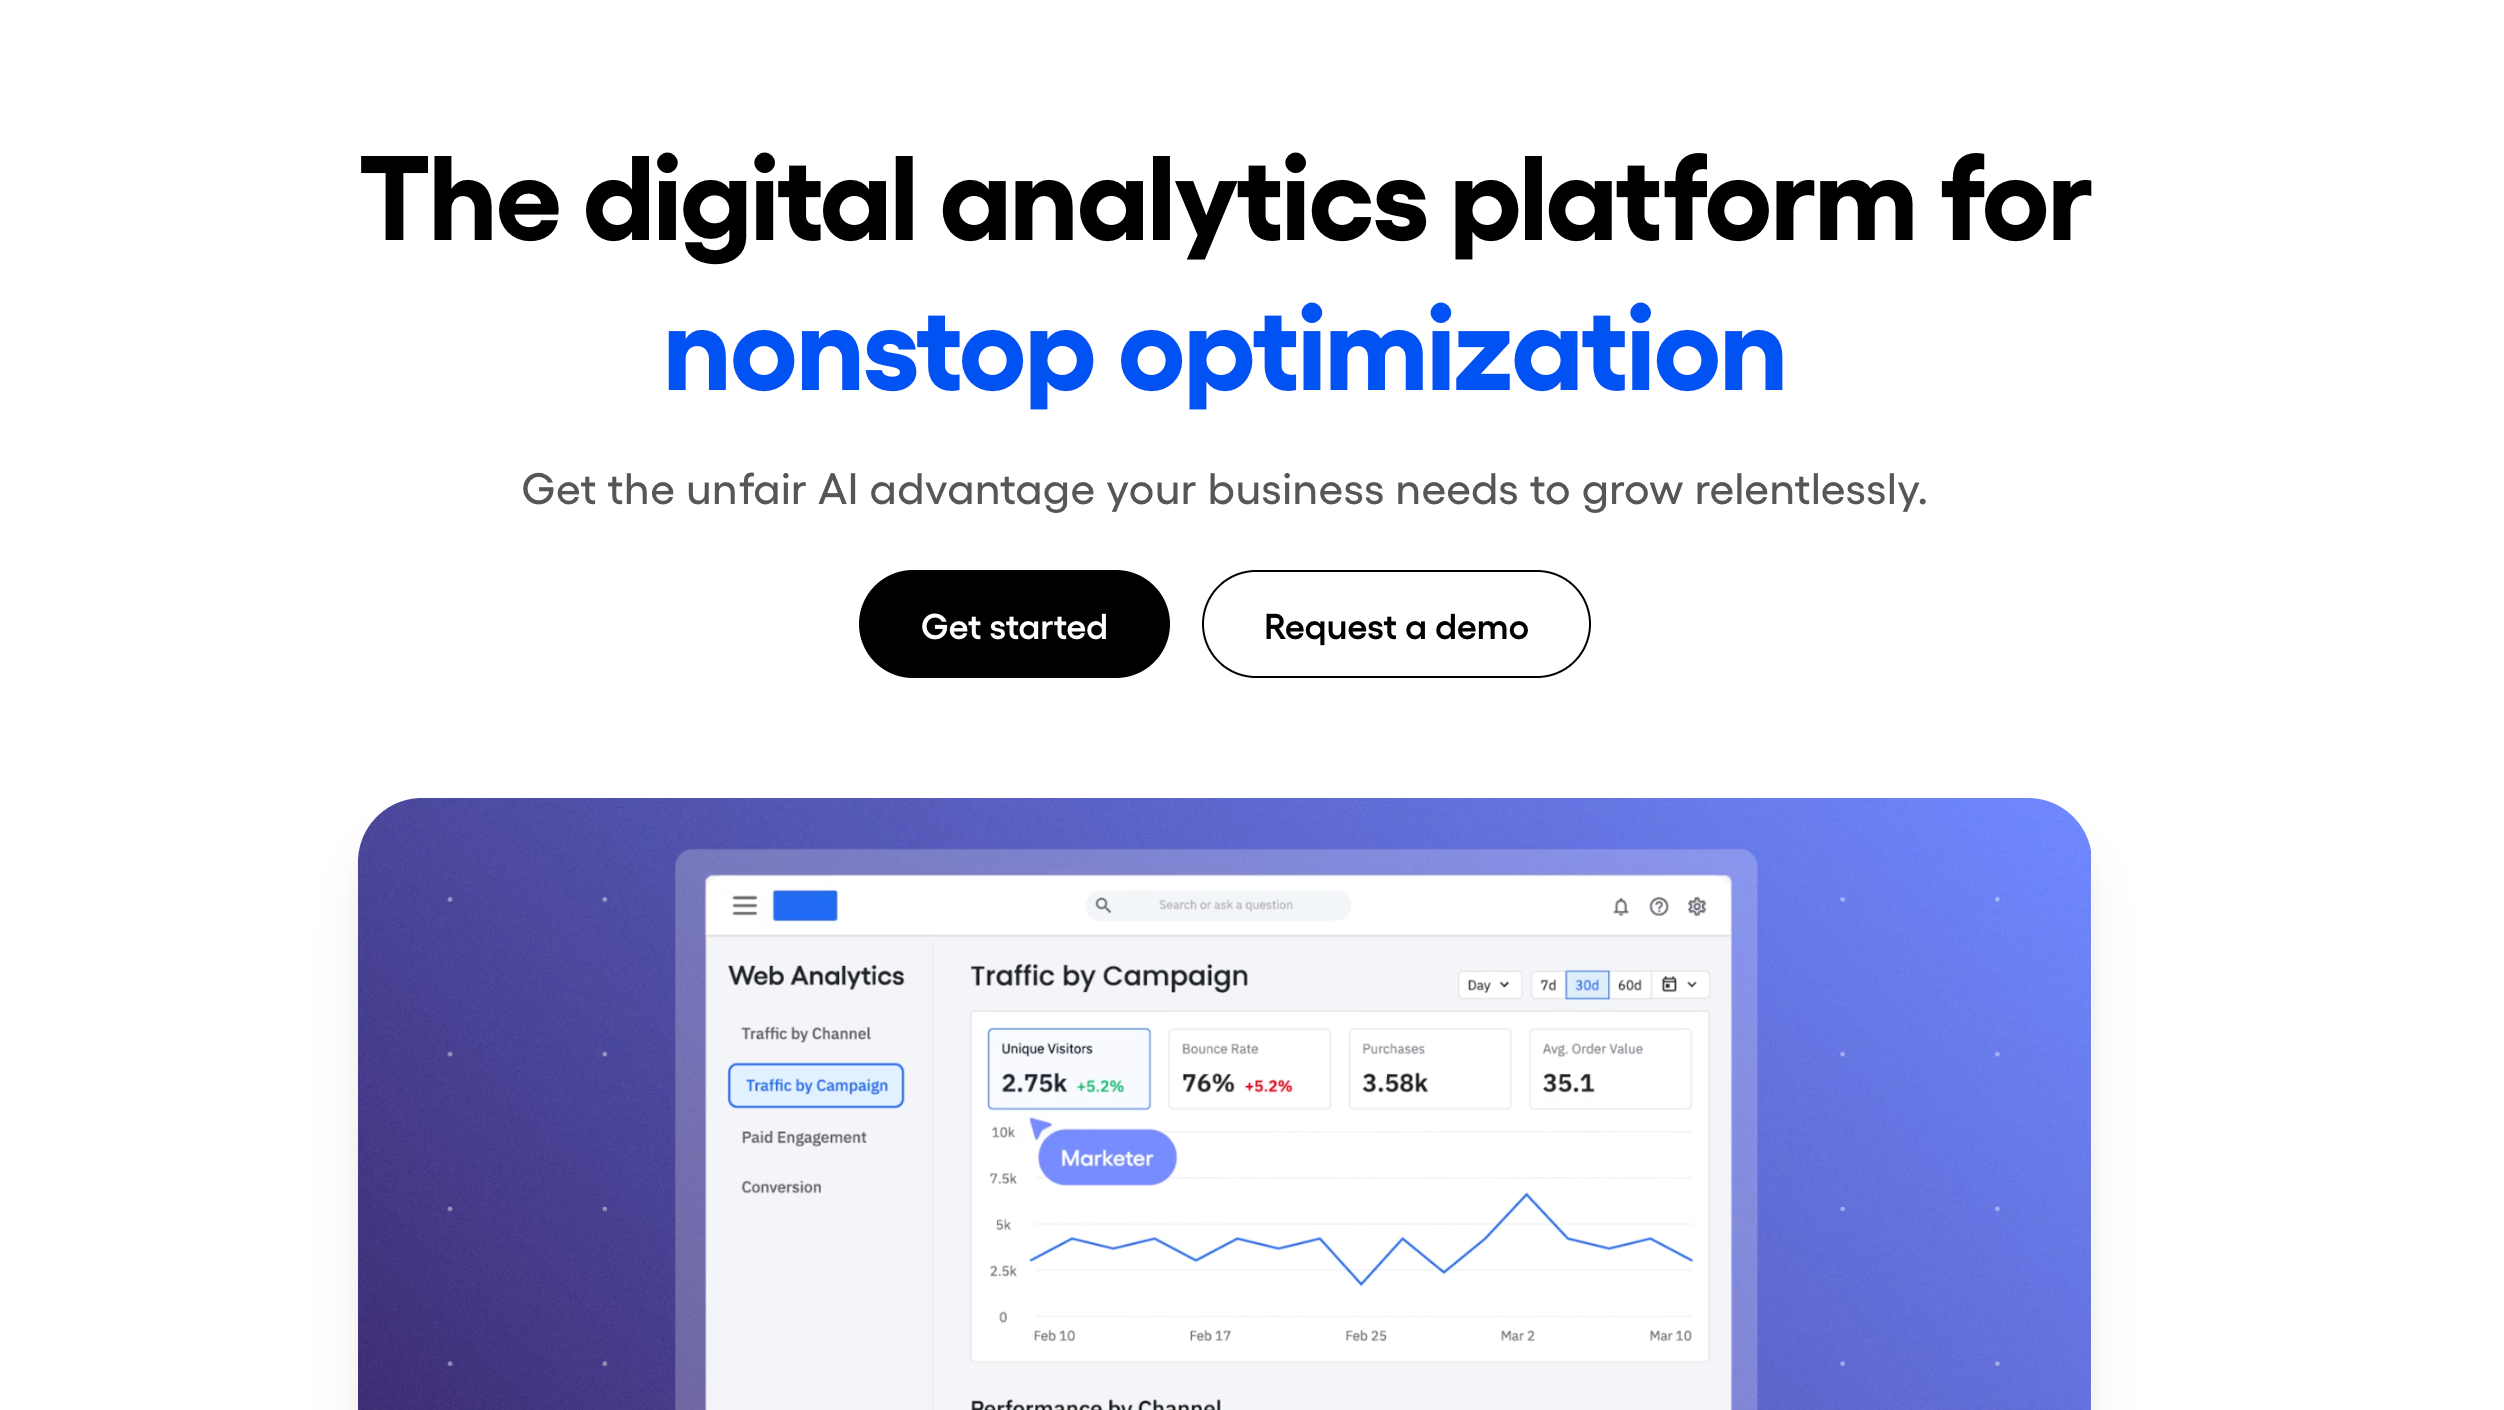 The digital analytics platform for
nonstop optimization
Get the unfair AI advantage your business needs to grow relentlessly.
Get started
Request a demo
Search or ask a question
Web Analytics
Traffic by Channel
Traffic by Campaign
Paid Engagement
Conversion
Traffic by Campaign
Day
7d
30d
60d
Unique Visitors
2.75k +5.2%
Bounce Rate
76% +5.2%
Purchases
3.58k
Avg. Order Value
35.1
Marketer
10k
7.5k
5k
2.5k
0
Feb 10
Feb 17
Feb 25
Mar 2
Mar 10
Performance by Channel